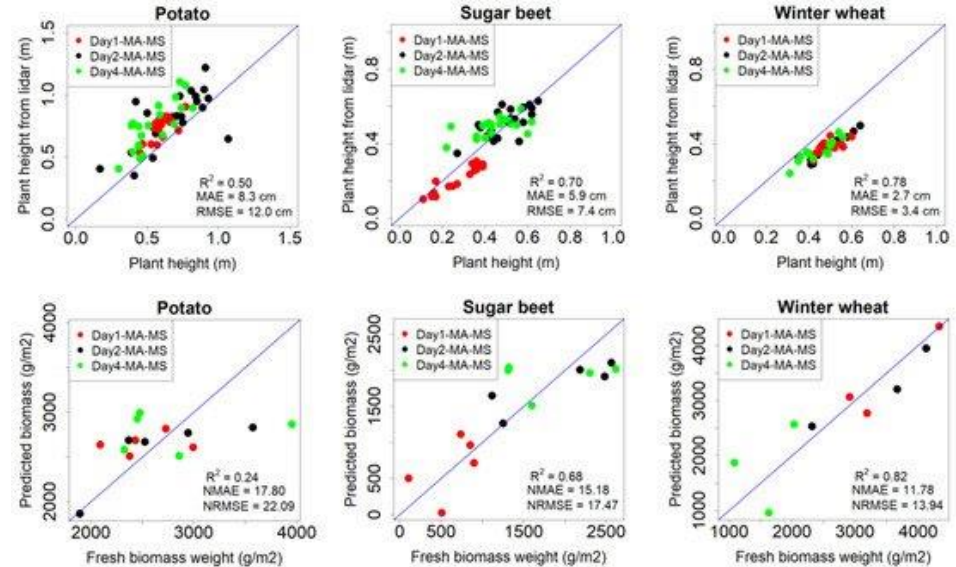 Potato
Plant height from lidar (m)
1.5
1.0
0.5
0.0
Day1-MA-MS
Day2-MA-MS
Day4-MA-MS
R² = 0.50
MAE = 8.3 cm
RMSE = 12.0 cm
0.0 0.5 1.0 1.5
Plant height (m)
Sugar beet
Plant height from lidar (m)
0.8
0.4
0.0
Day1-MA-MS
Day2-MA-MS
Day4-MA-MS
R² = 0.70
MAE = 5.9 cm
RMSE = 7.4 cm
0.0 0.2 0.4 0.6 0.8 1.0
Plant height (m)
Winter wheat
Plant height from lidar (m)
0.8
0.4
0.0
Day1-MA-MS
Day2-MA-MS
Day4-MA-MS
R² = 0.78
MAE = 2.7 cm
RMSE = 3.4 cm
0.0 0.2 0.4 0.6 0.8 1.0
Plant height (m)
Potato
Predicted biomass (g/m2)
4000
3000
2000
Day1-MA-MS
Day2-MA-MS
Day4-MA-MS
R² = 0.24
NMAE = 17.80
NRMSE = 22.09
2000 3000 4000
Fresh biomass weight (g/m2)
Sugar beet
Predicted biomass (g/m2)
2500
1500
500
0
Day1-MA-MS
Day2-MA-MS
Day4-MA-MS
R² = 0.68
NMAE = 15.18
NRMSE = 17.47
0 500 1500 2500
Fresh biomass weight (g/m2)
Winter wheat
Predicted biomass (g/m2)
4000
3000
2000
1000
Day1-MA-MS
Day2-MA-MS
Day4-MA-MS
R² = 0.82
NMAE = 11.78
NRMSE = 13.94
1000 2000 3000 4000
Fresh biomass weight (g/m2)